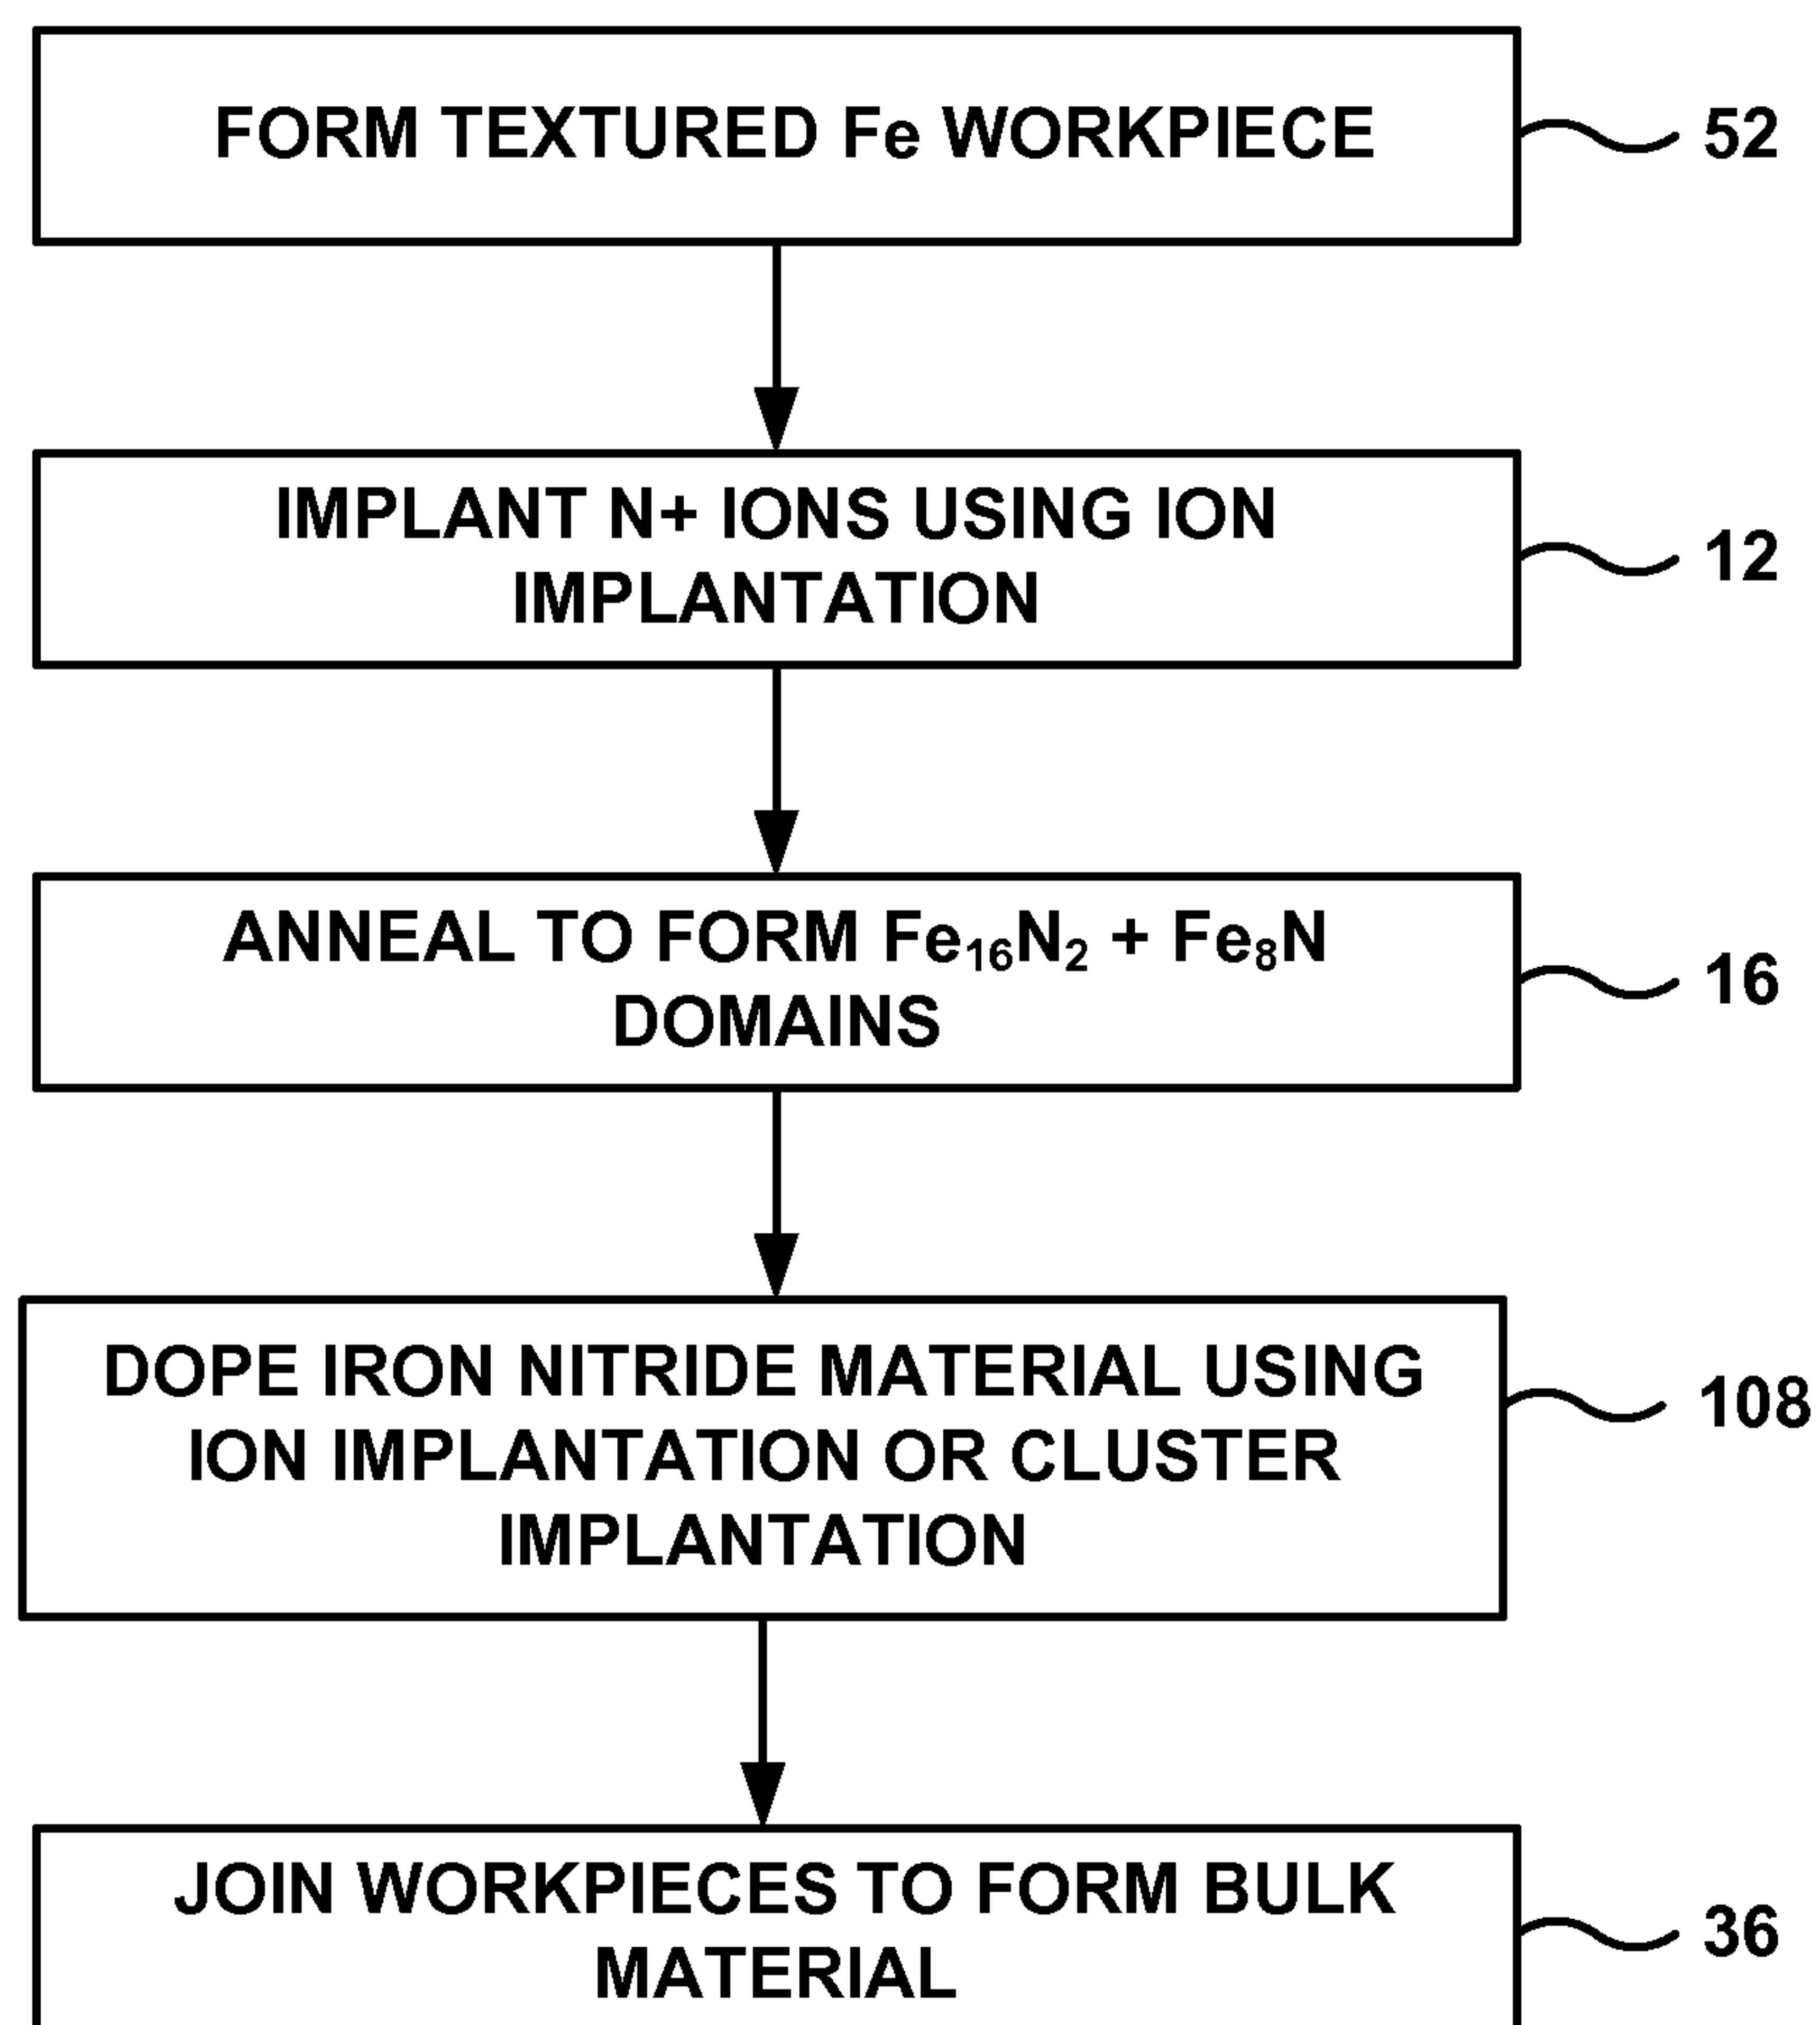 FORM TEXTURED Fe WORKPIECE
52
IMPLANT N+ IONS USING ION
IMPLANTATION
12
ANNEAL TO FORM Fe₁₆N₂ + Fe₈N
DOMAINS
16
DOPE IRON NITRIDE MATERIAL USING
ION IMPLANTATION OR CLUSTER
IMPLANTATION
108
JOIN WORKPIECES TO FORM BULK
MATERIAL
36